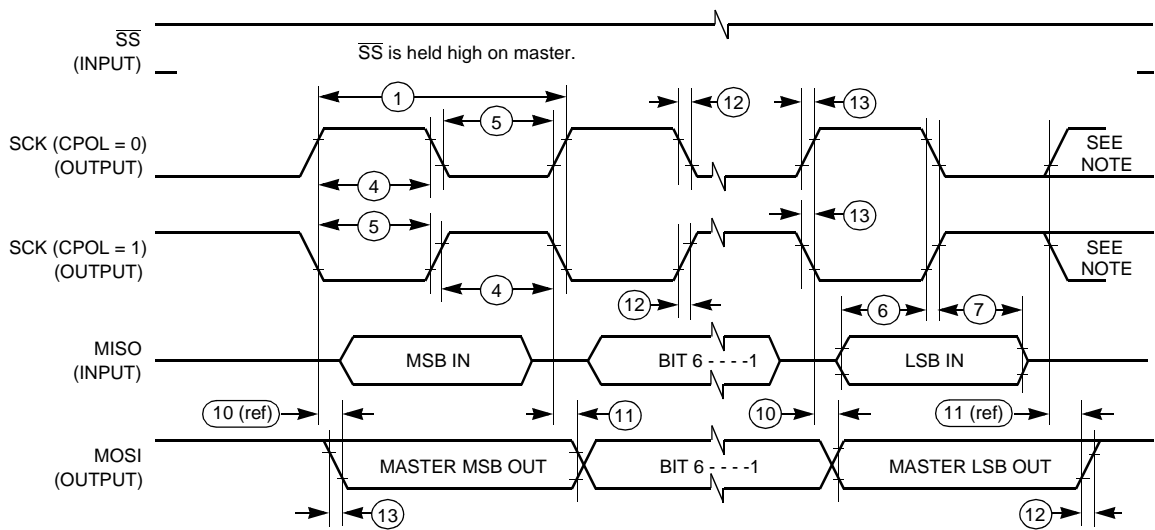 SS
(INPUT)
SS is held high on master.
1
5
12
13
SCK (CPOL = 0)
(OUTPUT)
SEE
NOTE
4
5
13
SCK (CPOL = 1)
(OUTPUT)
SEE
NOTE
4
12
6
7
MISO
(INPUT)
MSB IN
BIT 6 - - - -1
LSB IN
10 (ref)
11
10
11 (ref)
MOSI
(OUTPUT)
MASTER MSB OUT
BIT 6 - - - -1
MASTER LSB OUT
13
12